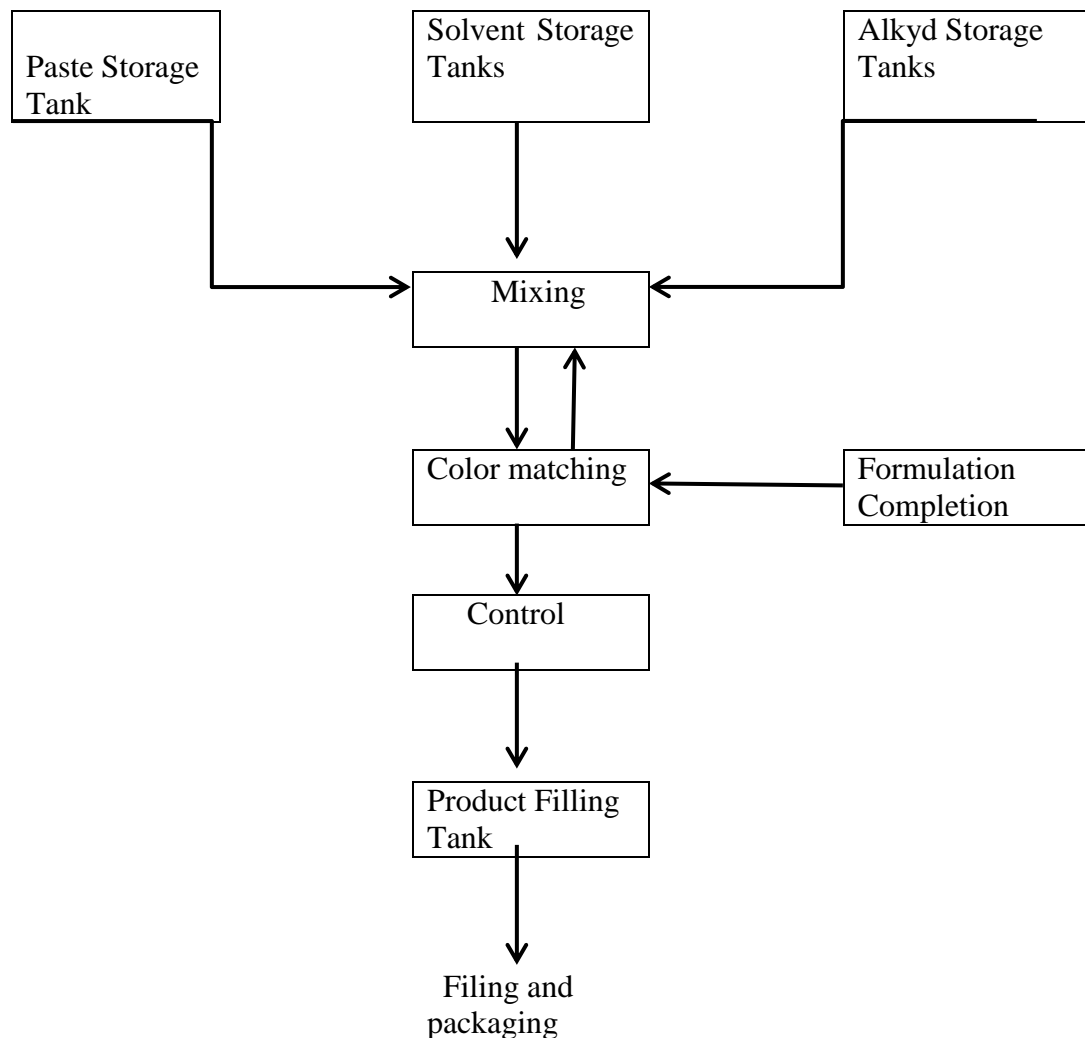 Paste Storage
Tank
Solvent Storage
Tanks
Alkyd Storage
Tanks
Mixing
Color matching
Formulation
Completion
Control
Product Filling
Tank
Filing and
packaging